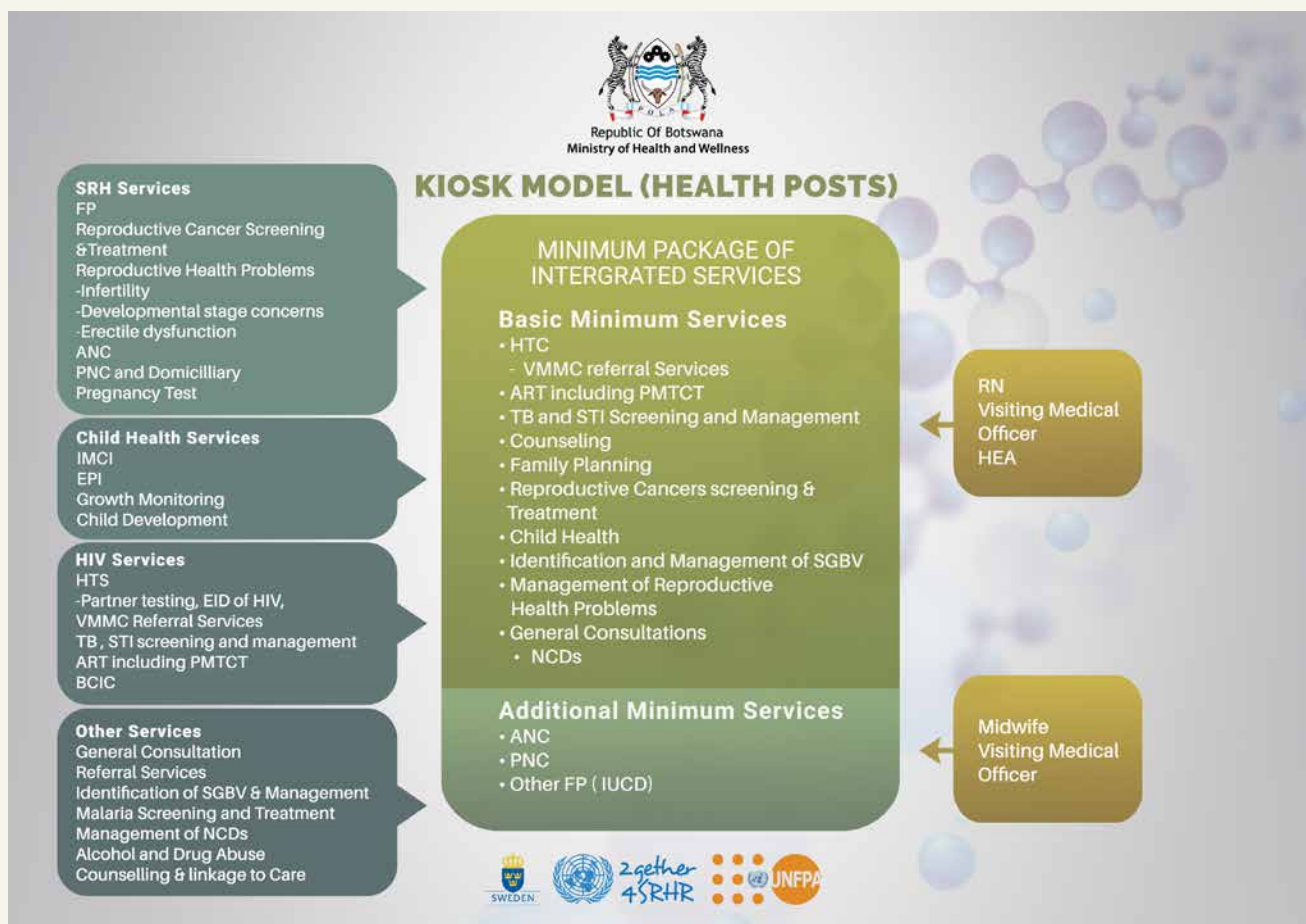 PULA
Republic Of Botswana
Ministry of Health and Wellness
KIOSK MODEL (HEALTH POSTS)
SRH Services
FP
Reproductive Cancer Screening
&Treatment
Reproductive Health Problems
-Infertility
-Developmental stage concerns
-Erectile dysfunction
ANC
PNC and Domicilliary
Pregnancy Test
Child Health Services
IMCI
EPI
Growth Monitoring
Child Development
HIV Services
HTS
-Partner testing, EID of HIV,
VMMC Referral Services
TB , STI screening and management
ART including PMTCT
BCIC
Other Services
General Consultation
Referral Services
Identification of SGBV & Management
Malaria Screening and Treatment
Management of NCDs
Alcohol and Drug Abuse
Counselling & linkage to Care
MINIMUM PACKAGE OF
INTERGRATED SERVICES
Basic Minimum Services
• HTC
- VMMC referral Services
• ART including PMTCT
• TB and STI Screening and Management
• Counseling
• Family Planning
• Reproductive Cancers screening &
Treatment
• Child Health
• Identification and Management of SGBV
• Management of Reproductive
Health Problems
• General Consultations
• NCDs
Additional Minimum Services
• ANC
• PNC
• Other FP ( IUCD)
RN
Visiting Medical
Officer
HEA
Midwife
Visiting Medical
Officer
SWEDEN
2gether
4SRHR
UNFPA